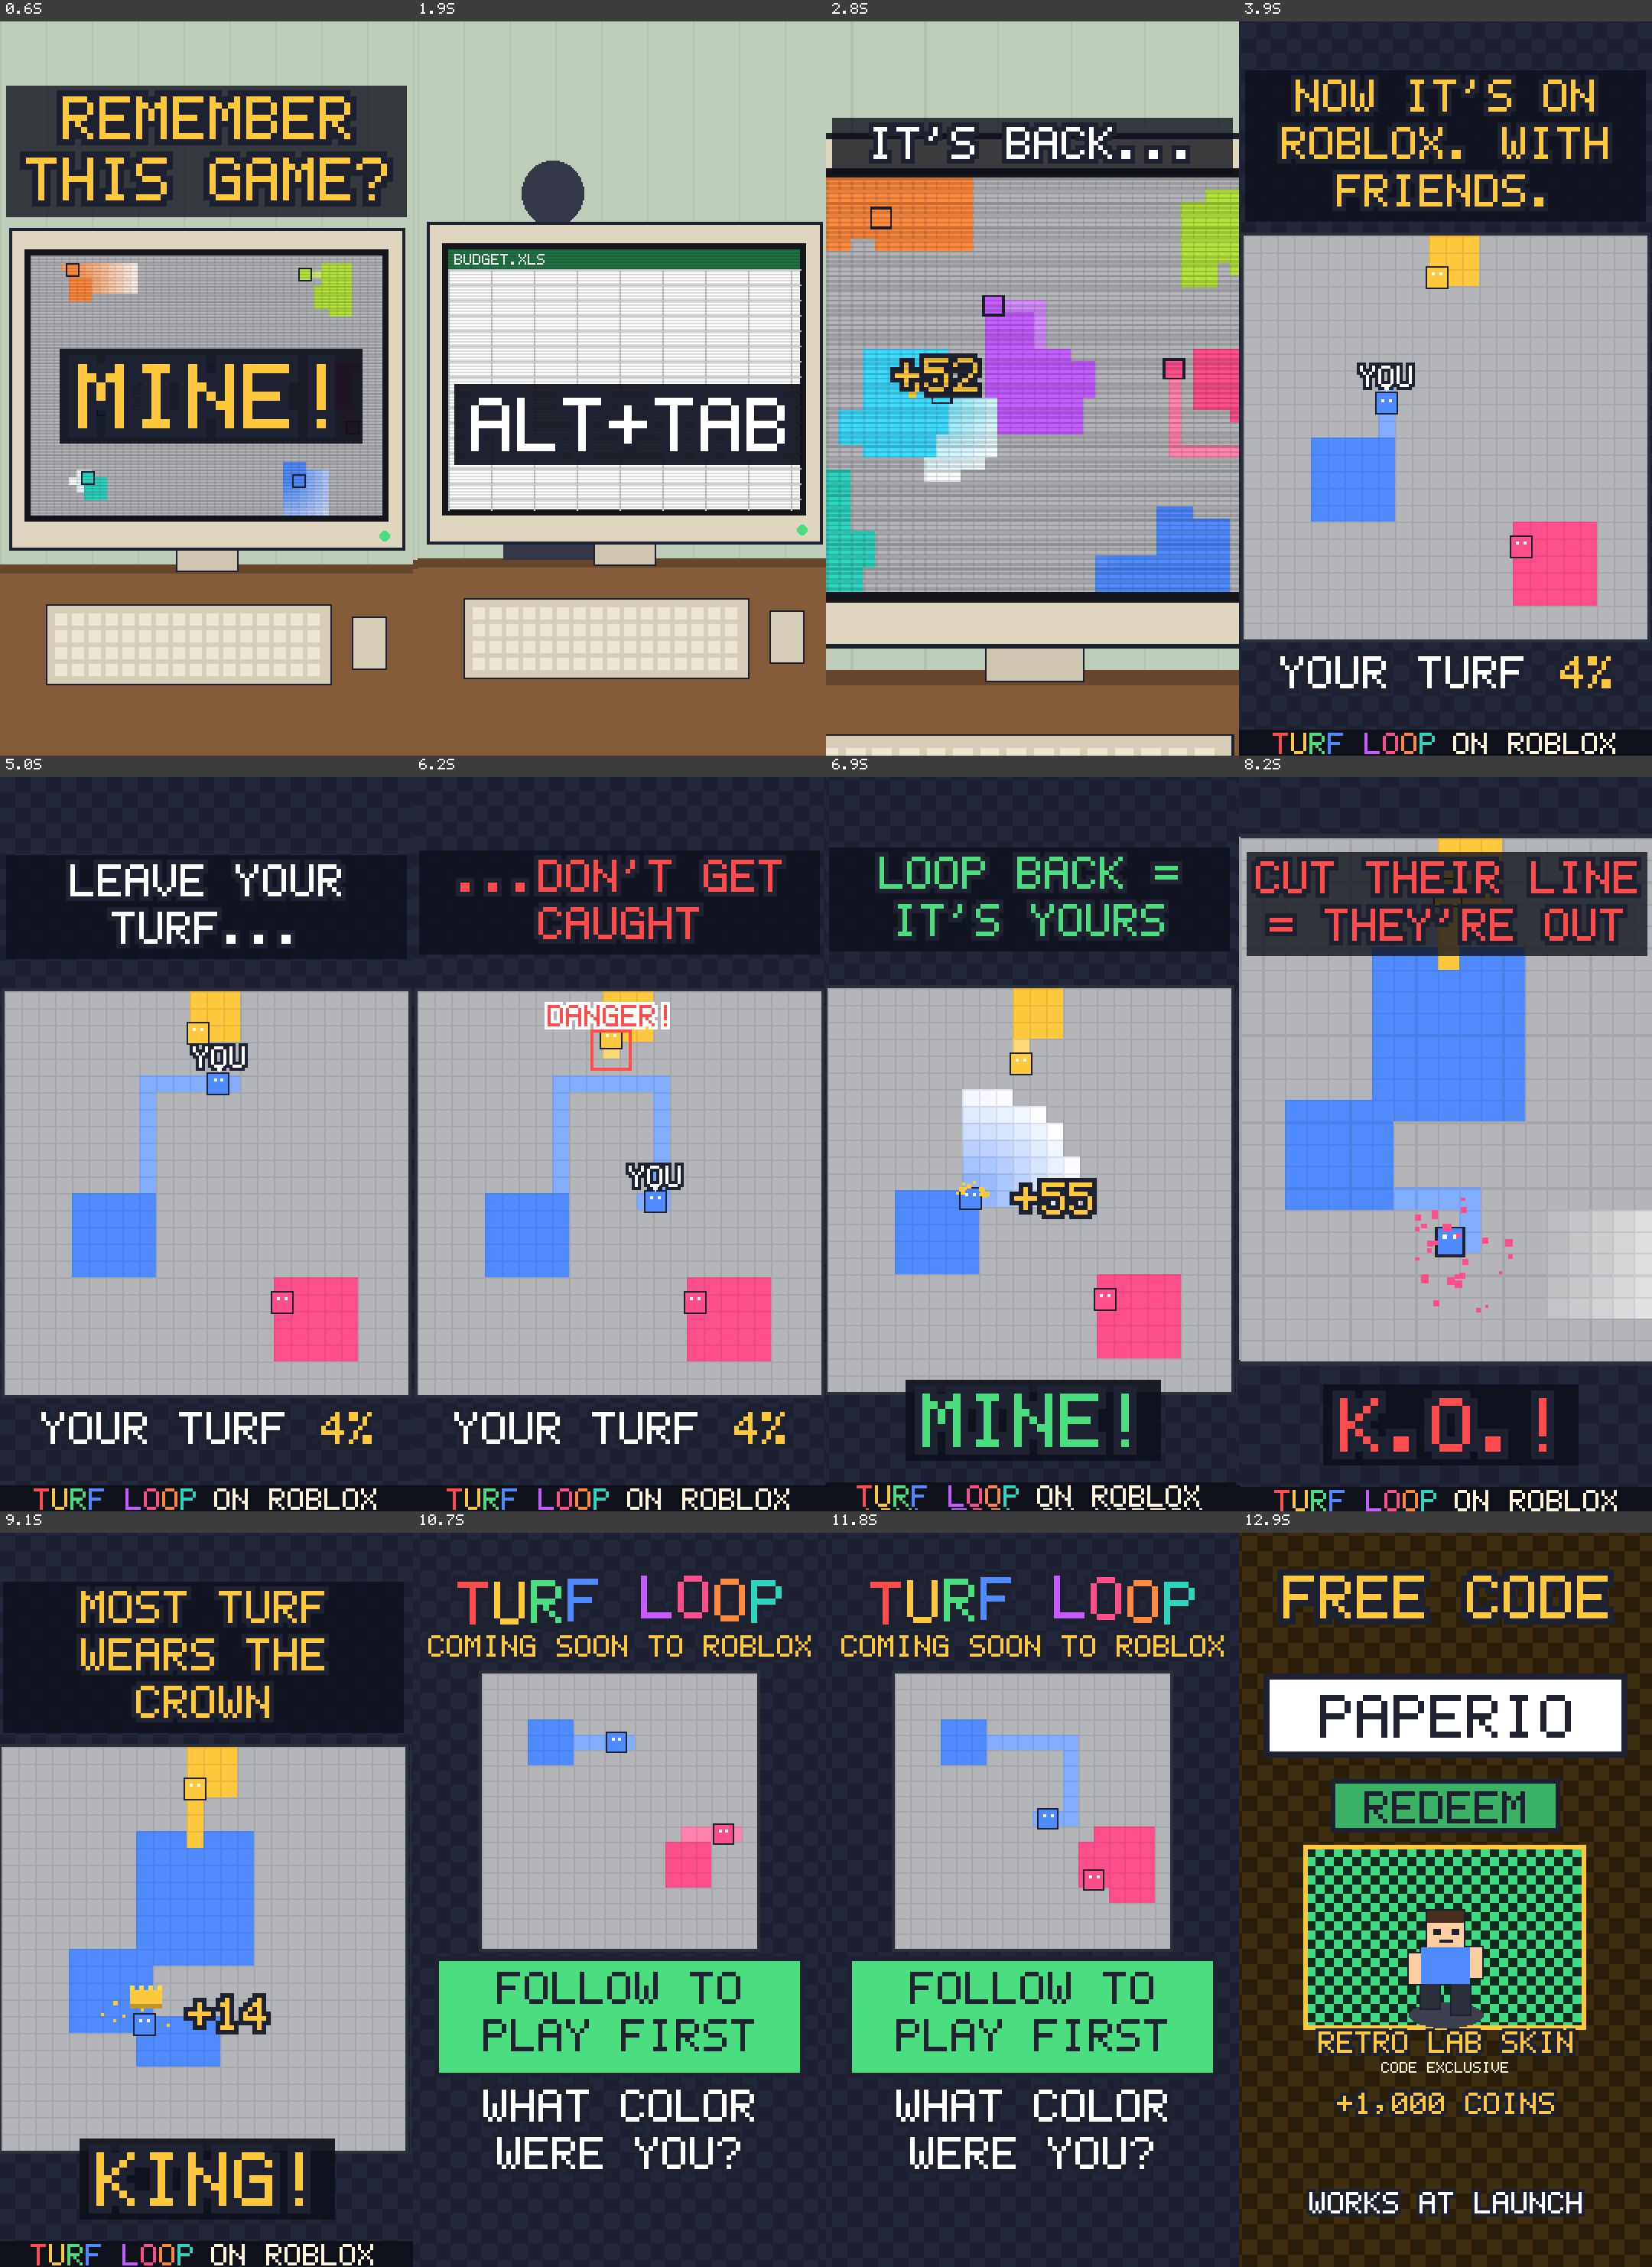 0.6S
REMEMBER
THIS GAME?
MINE!
1.9S
BUDGET.XLS
ALT+TAB
2.8S
IT'S BACK...
+52
3.9S
NOW IT'S ON
ROBLOX. WITH
FRIENDS.
YOU
YOUR TURF 4%
TURF LOOP ON ROBLOX
5.0S
LEAVE YOUR
TURF...
YOU
YOUR TURF 4%
TURF LOOP ON ROBLOX
6.2S
...DON'T GET
CAUGHT
DANGER!
YOU
YOUR TURF 4%
TURF LOOP ON ROBLOX
6.9S
LOOP BACK =
IT'S YOURS
+55
MINE!
TURF LOOP ON ROBLOX
8.2S
CUT THEIR LINE
= THEY'RE OUT
K.O.!
TURF LOOP ON ROBLOX
9.1S
MOST TURF
WEARS THE
CROWN
+14
KING!
TURF LOOP ON ROBLOX
10.7S
TURF LOOP
COMING SOON TO ROBLOX
FOLLOW TO
PLAY FIRST
WHAT COLOR
WERE YOU?
11.8S
TURF LOOP
COMING SOON TO ROBLOX
FOLLOW TO
PLAY FIRST
WHAT COLOR
WERE YOU?
12.9S
FREE CODE
PAPERIO
REDEEM
RETRO LAB SKIN
CODE EXCLUSIVE
+1,000 COINS
WORKS AT LAUNCH